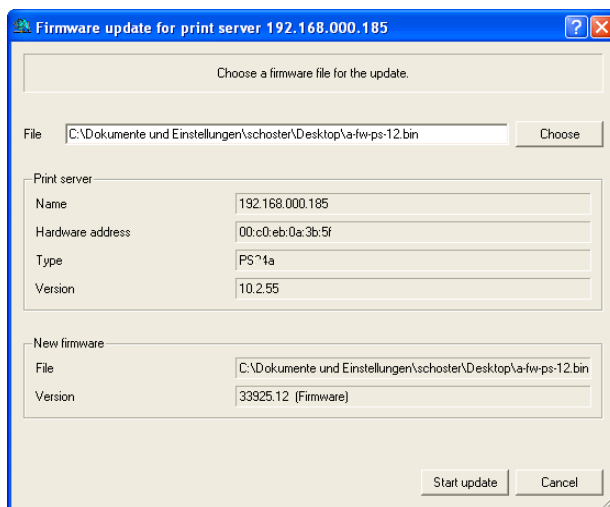 Firmware update for print server 192.168.000.185
Choose a firmware file for the update.
File C:\Dokumente und Einstellungen\schoster\Desktop\a-fw-ps-12.bin Choose
Print server
Name 192.168.000.185
Hardware address 00:c0:eb:0a:3b:5f
Type
Version 10.2.55
New firmware
File C:\Dokumente und Einstellungen\schoster\Desktop\a-fw-ps-12.bin
Version 33925.12 (Firmware)
Start update Cancel